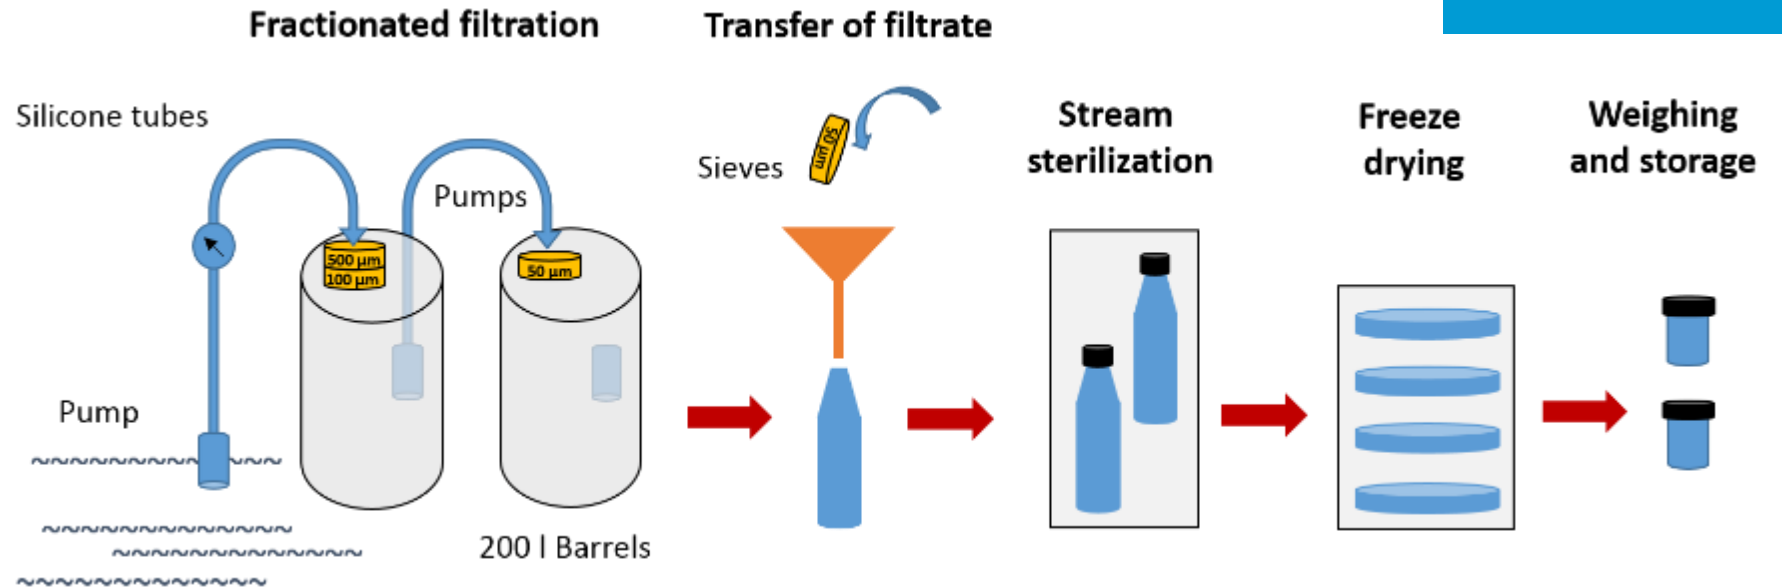 Fractionated filtration
Transfer of filtrate
Silicone tubes
Pumps
500 µm
100 µm
50 µm
Pump
200 l Barrels
50 µm
Sieves
Stream
sterilization
Freeze
drying
Weighing
and storage
~~~~~~~~~~~~~
~~~~~~~~~~~~~
~~~~~~~~~~~~~
~~~~~~~~~~~~~